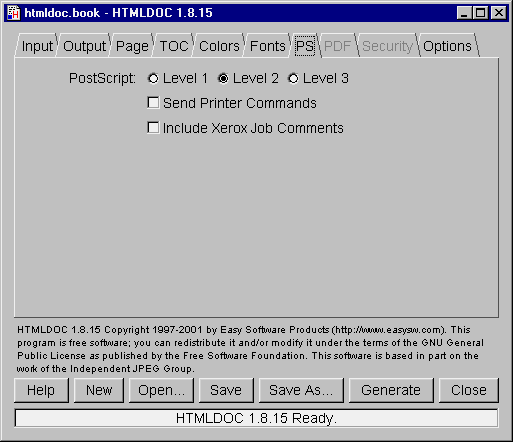 htmldoc.book - HTMLDOC 1.8.15
Input Output Page TOC Colors Fonts PS PDF Security Options
PostScript: Level 1 Level 2 Level 3
Send Printer Commands
Include Xerox Job Comments
HTMLDOC 1.8.15 Copyright 1997-2001 by Easy Software Products (http://www.easysw.com). This
program is free software; you can redistribute it and/or modify it under the terms of the GNU General
Public License as published by the Free Software Foundation. This software is based in part on the
work of the Independent JPEG Group.
Help New Open... Save Save As... Generate Close
HTMLDOC 1.8.15 Ready.